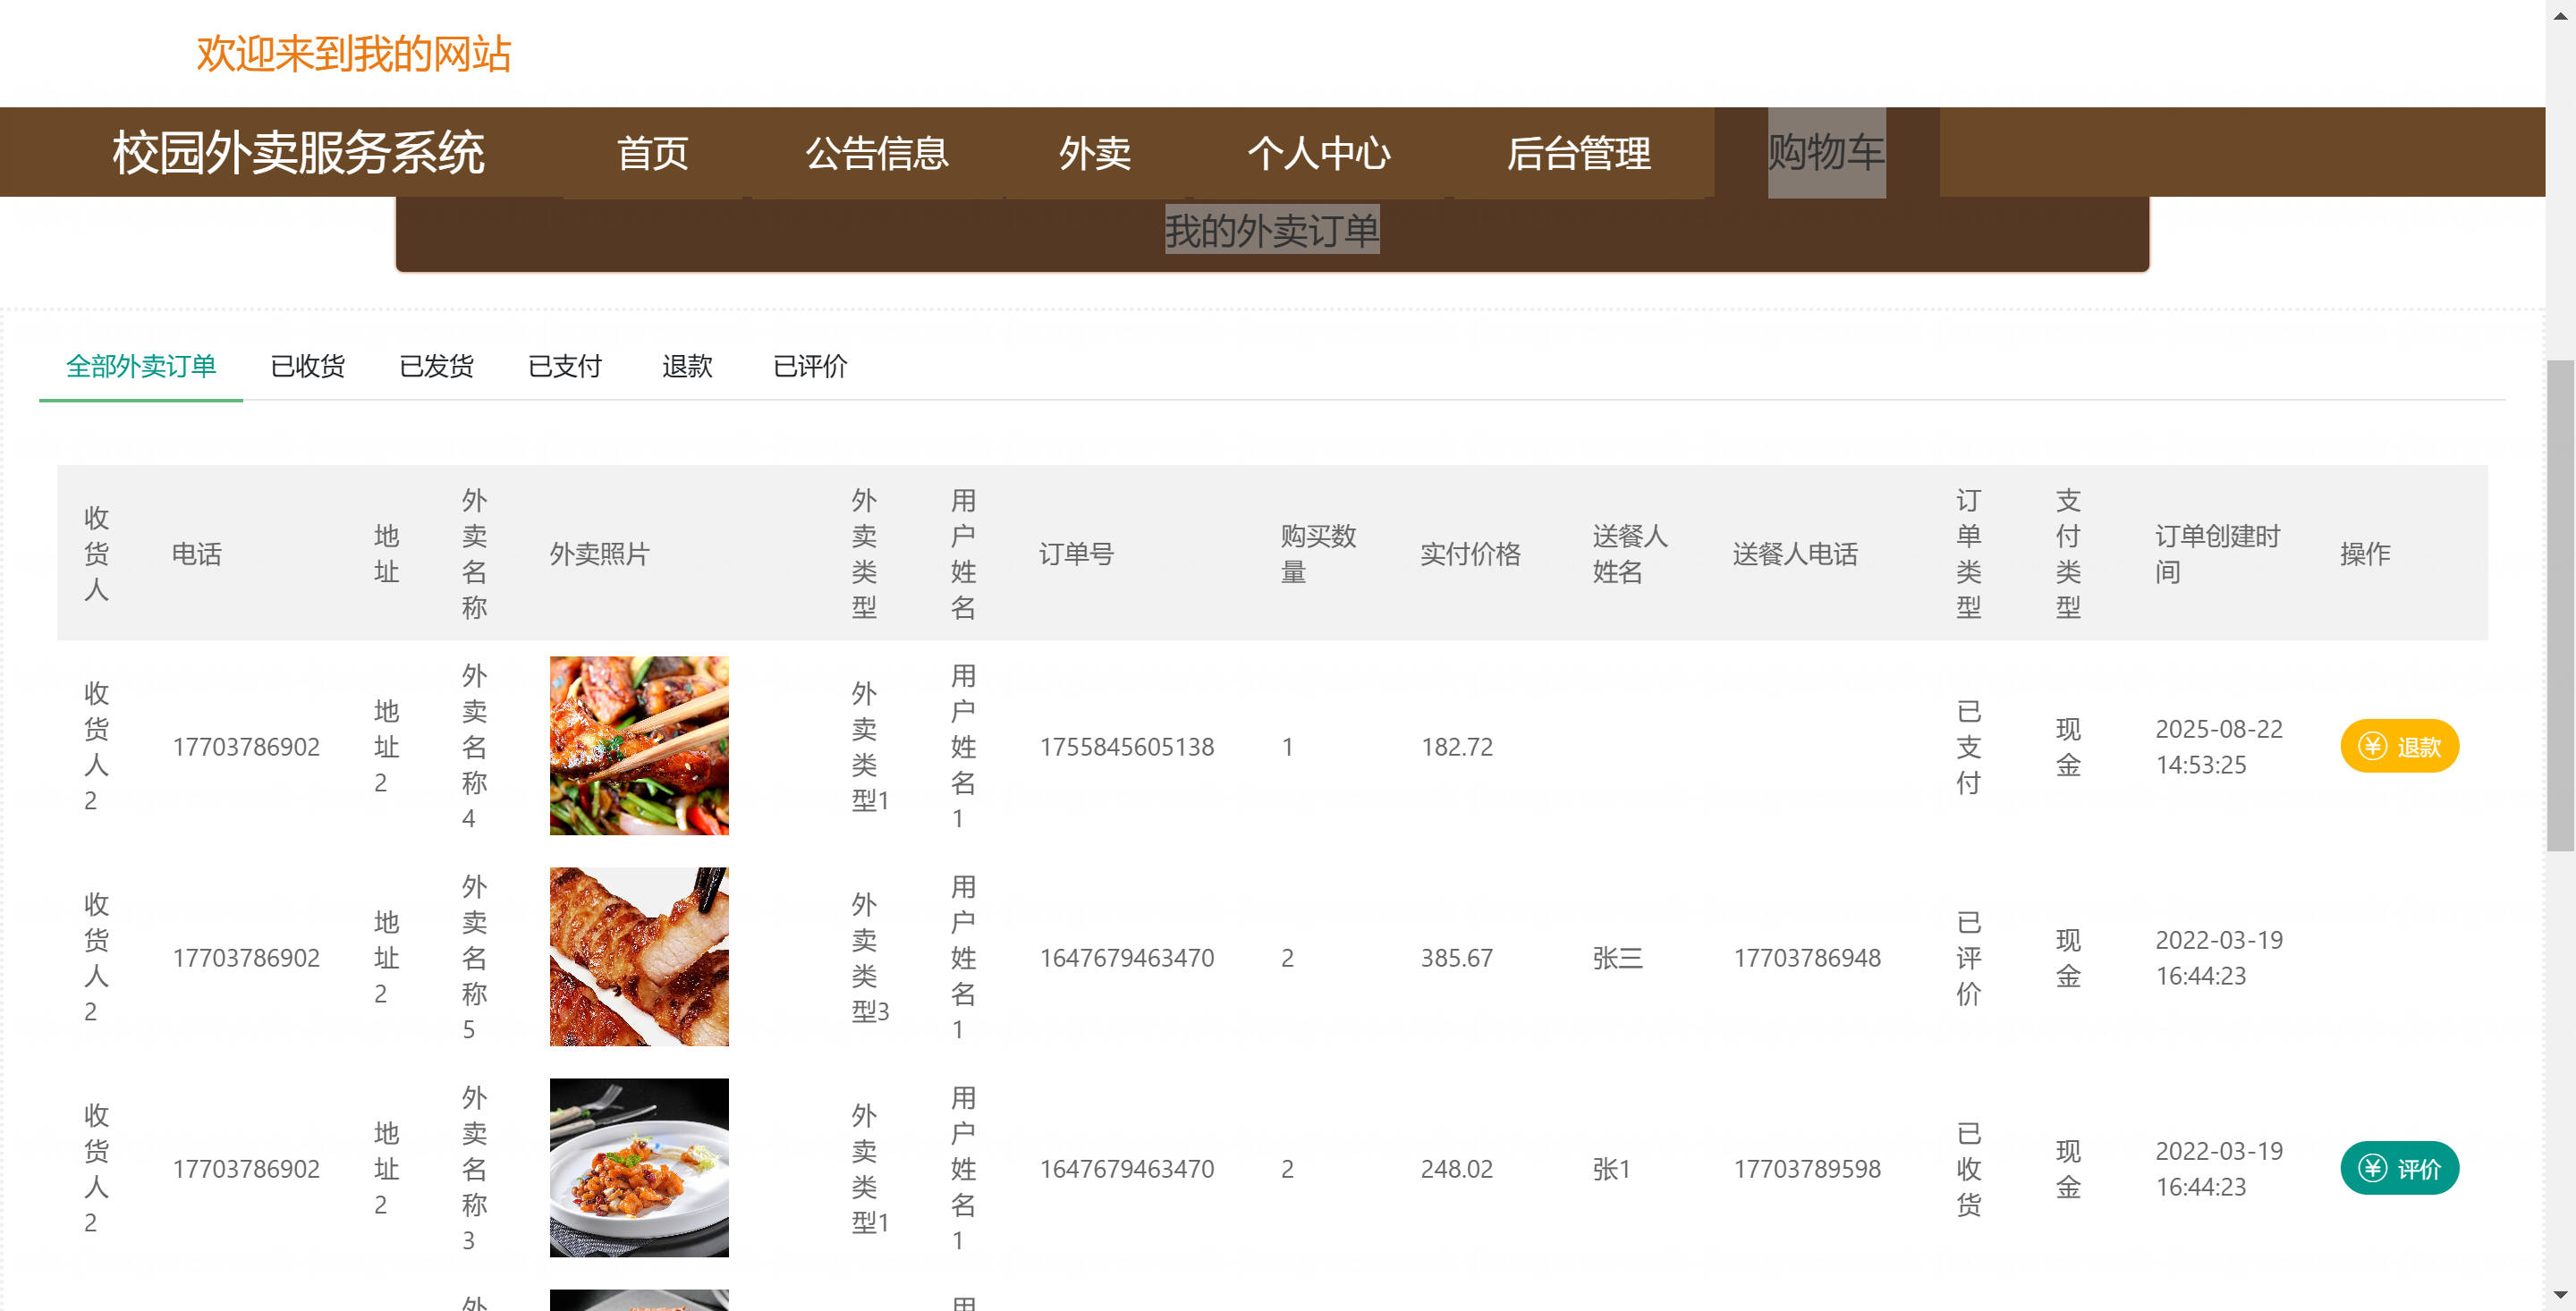 欢迎来到我的网站
校园外卖服务系统 首页 公告信息 外卖 个人中心 后台管理 购物车
我的外卖订单
全部外卖订单 已收货 已发货 已支付 退款 已评价
收货人 电话 地址 外卖名称 外卖照片 外卖类型 用户姓名 订单号 购买数量 实付价格 送餐人姓名 送餐人电话 订单类型 支付类型 订单创建时间 操作
收货人2 17703786902 地址2 外卖名称4 外卖类型1 用户姓名1 1755845605138 1 182.72 已支付 现金 2025-08-22 14:53:25 退款
收货人2 17703786902 地址2 外卖名称5 外卖类型3 用户姓名1 1647679463470 2 385.67 张三 17703786948 已评价 现金 2022-03-19 16:44:23
收货人2 17703786902 地址2 外卖名称3 外卖类型1 用户姓名1 1647679463470 2 248.02 张1 17703789598 已收货 现金 2022-03-19 16:44:23 评价